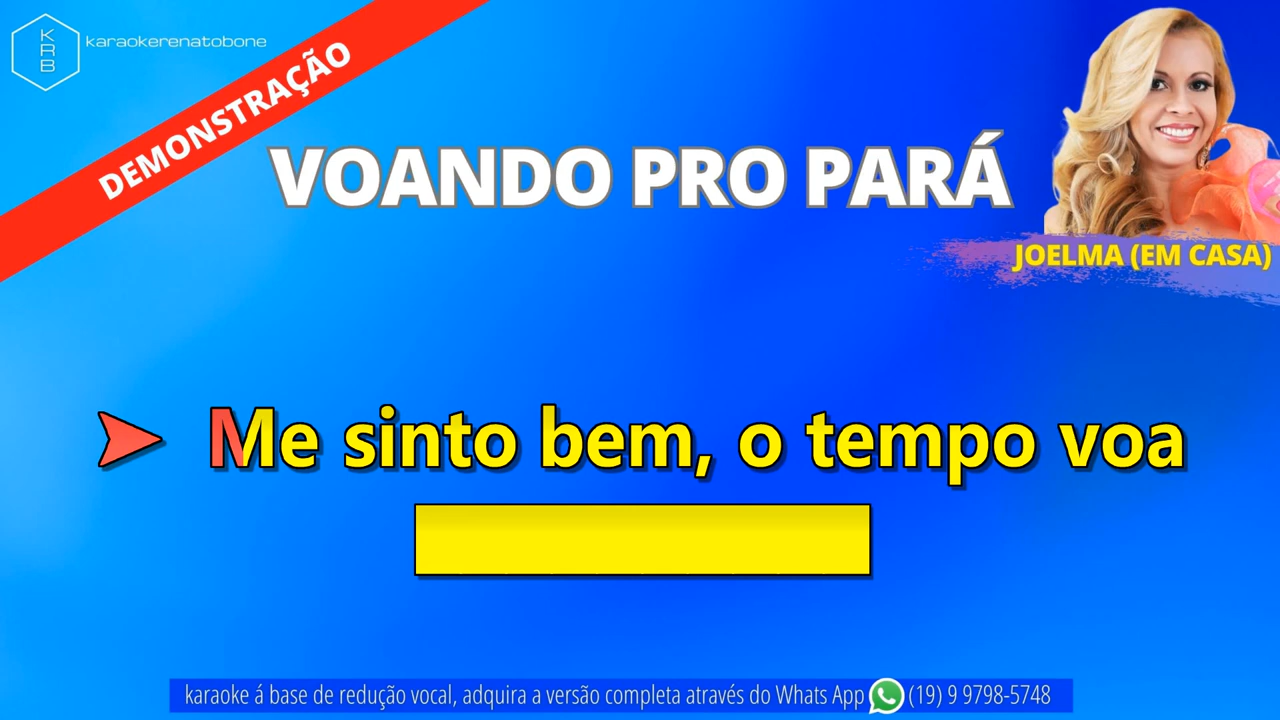 K
R
B
karaokerenatobone
DEMONSTRAÇÃO
VOANDO PRO PARÁ
JOELMA (EM CASA)
Me sinto bem, o tempo voa
karaoke á base de redução vocal, adquira a versão completa através do Whats App (19) 9 9798-5748